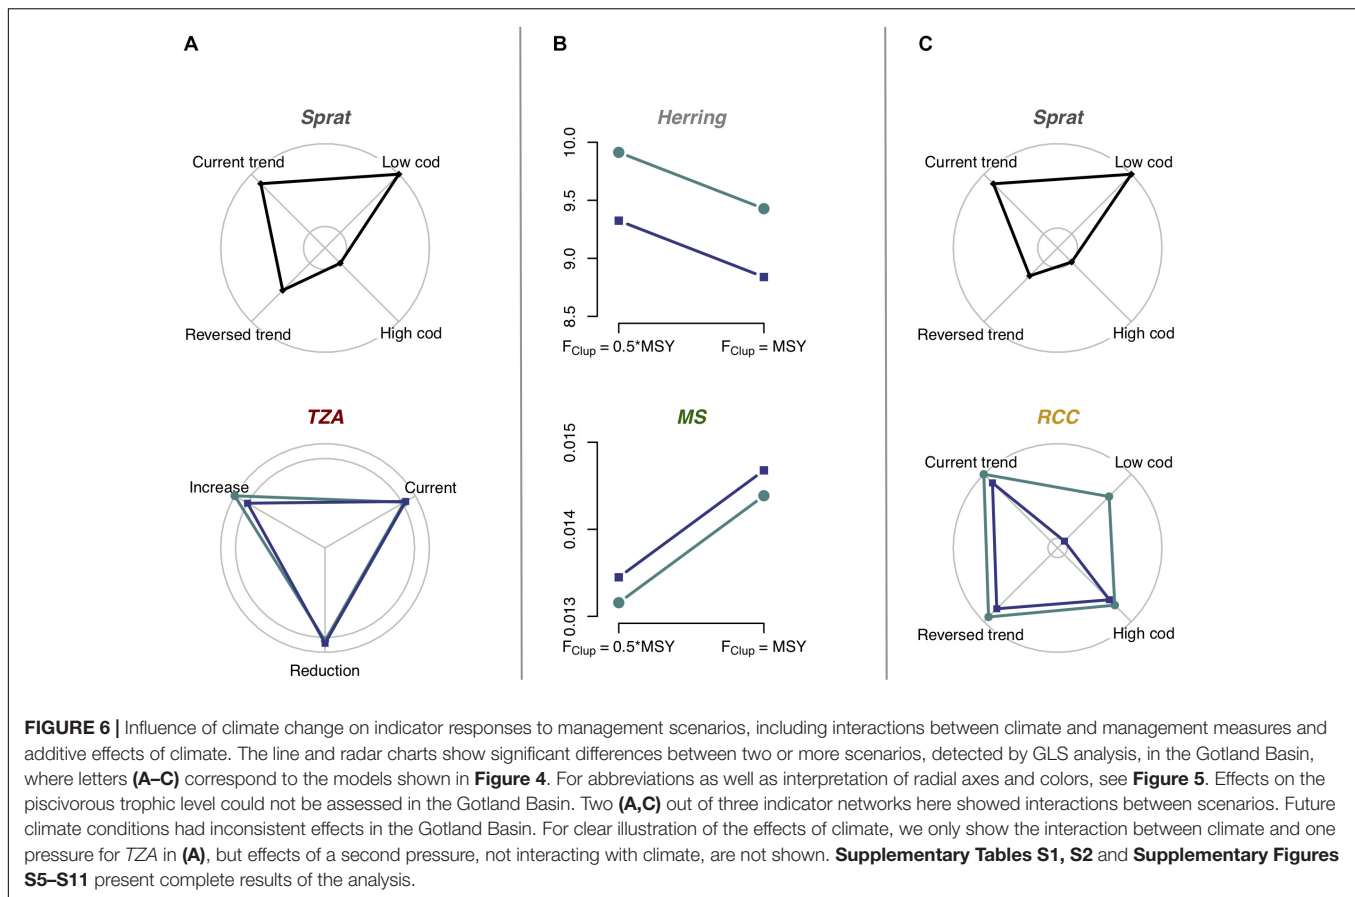 A
B
C
Sprat
Current trend
Low cod
Reversed trend
High cod
Herring
10.0
9.5
9.0
8.5
FClup = 0.5*MSY
FClup = MSY
Sprat
Current trend
Low cod
Reversed trend
High cod
TZA
Increase
Current
Reduction
MS
0.015
0.014
0.013
FClup = 0.5*MSY
FClup = MSY
RCC
Current trend
Low cod
Reversed trend
High cod
FIGURE 6 | Influence of climate change on indicator responses to management scenarios, including interactions between climate and management measures and
additive effects of climate. The line and radar charts show significant differences between two or more scenarios, detected by GLS analysis, in the Gotland Basin,
where letters (A–C) correspond to the models shown in Figure 4. For abbreviations as well as interpretation of radial axes and colors, see Figure 5. Effects on the
piscivorous trophic level could not be assessed in the Gotland Basin. Two (A,C) out of three indicator networks here showed interactions between scenarios. Future
climate conditions had inconsistent effects in the Gotland Basin. For clear illustration of the effects of climate, we only show the interaction between climate and one
pressure for TZA in (A), but effects of a second pressure, not interacting with climate, are not shown. Supplementary Tables S1, S2 and Supplementary Figures
S5–S11 present complete results of the analysis.